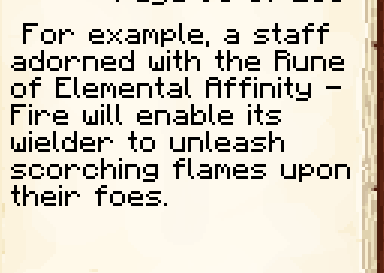 For example, a staff
adorned with the Rune
of Elemental Affinity -
Fire will enable its
wielder to unleash
scorching flames upon
their foes.